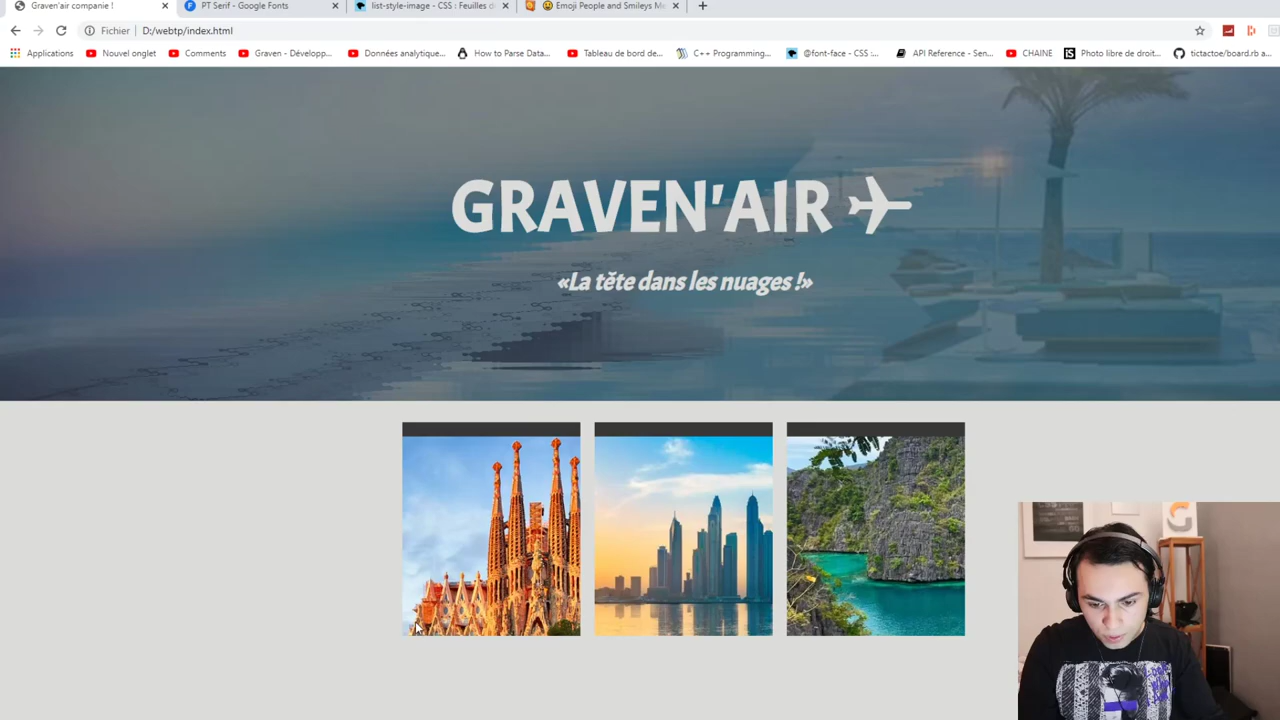 Graven'air companie !
PT Serif - Google Fonts
list-style-image - CSS : Feuilles de
Emoji People and Smileys Me
Fichier
D:/webtp/index.html
Applications
Nouvel onglet
Comments
Graven - Développ...
Données analytique...
How to Parse Data...
Tableau de bord de...
C++ Programming...
@font-face - CSS :...
API Reference - Sen...
CHAINE
Photo libre de droit...
tictactoe/board.rb a...
GRAVEN'AIR
«La tête dans les nuages !»